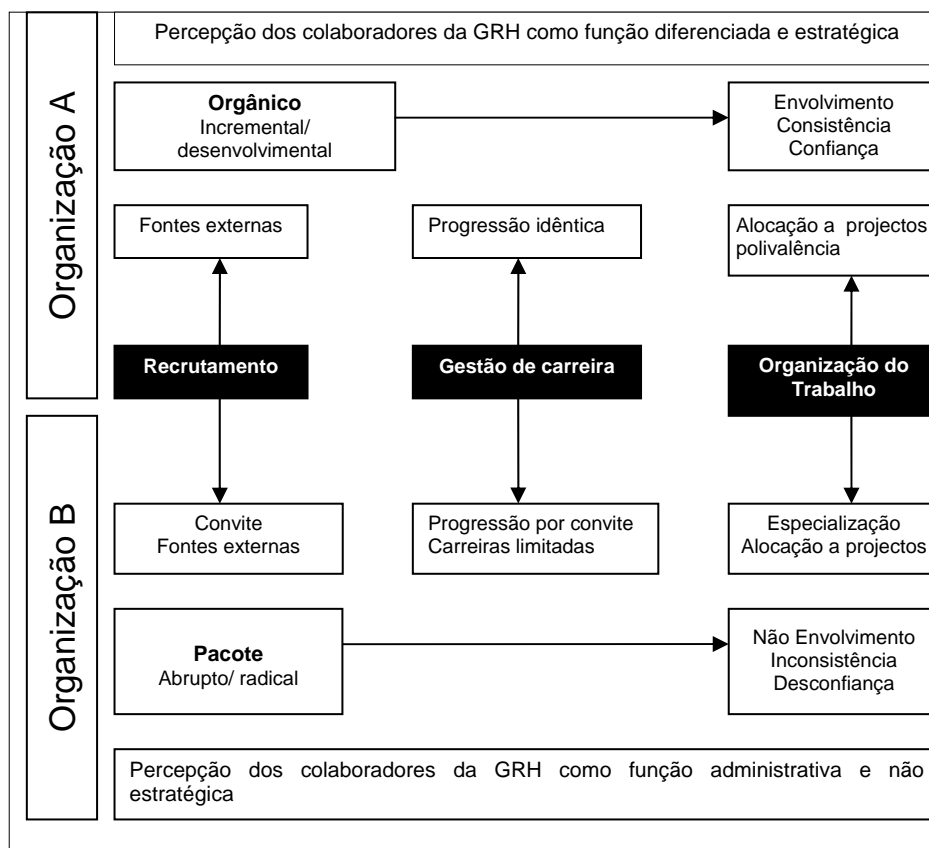 Percepção dos colaboradores da GRH como função diferenciada e estratégica
Organização A
Orgânico
Incremental/
desenvolvimental
Envolvimento
Consistência
Confiança
Fontes externas
Progressão idêntica
Alocação a projectos
polivalência
Recrutamento
Gestão de carreira
Organização do
Trabalho
Organização B
Convite
Fontes externas
Progressão por convite
Carreiras limitadas
Especialização
Alocação a projectos
Pacote
Abrupto/ radical
Não Envolvimento
Inconsistência
Desconfiança
Percepção dos colaboradores da GRH como função administrativa e não
estratégica